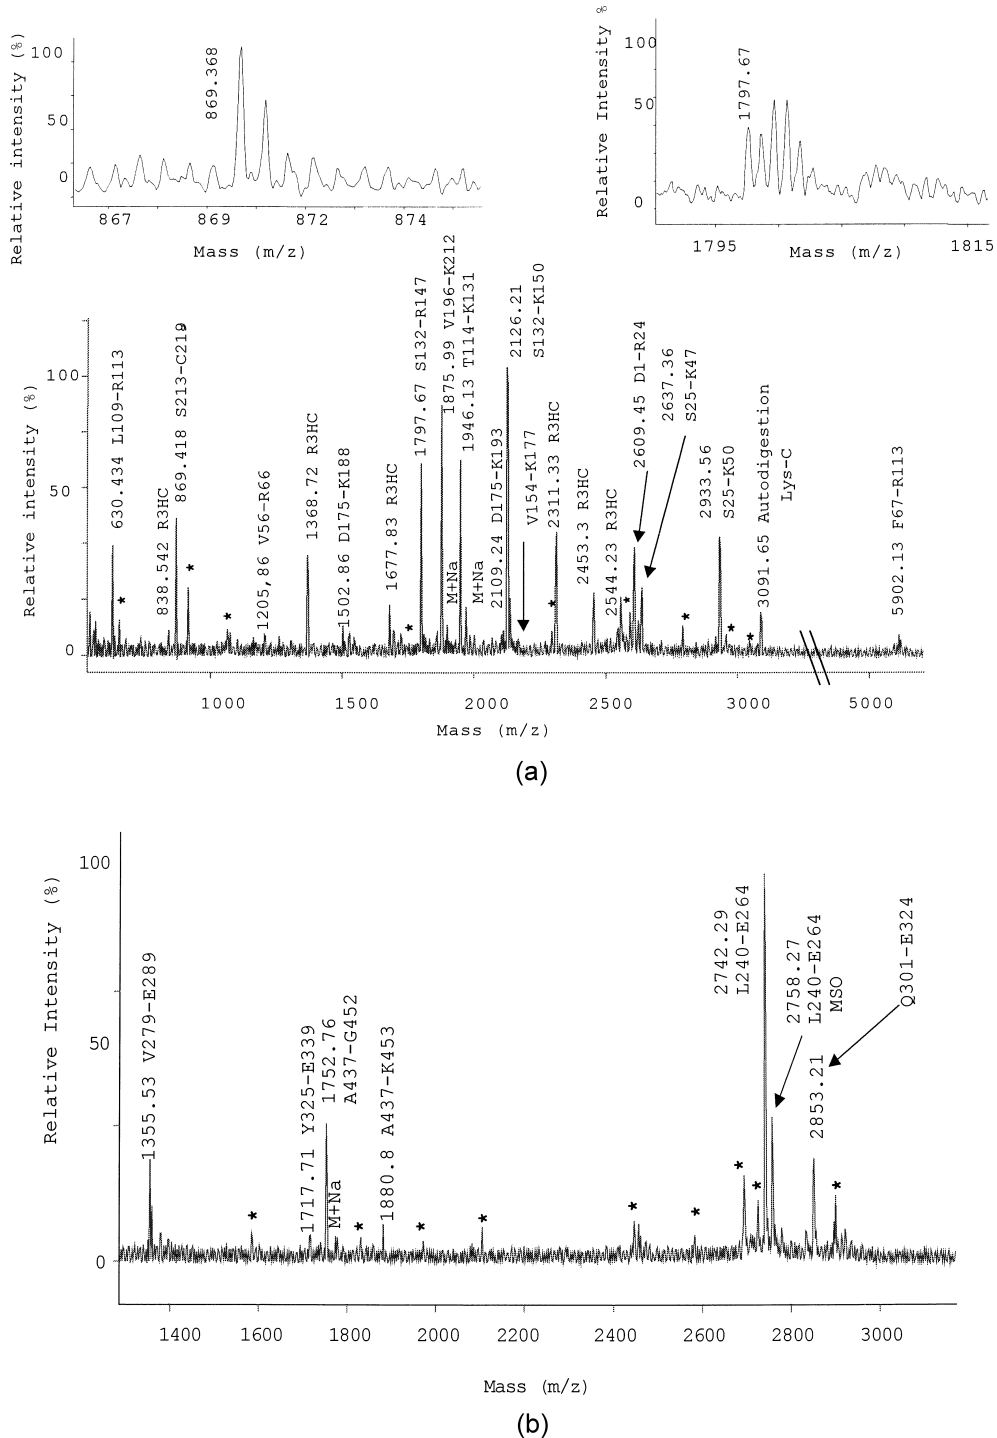 Relative intensity (%)
100
50
0
869.368
867
869
872
874
Mass (m/z)
Relative Intensity %
100
50
0
1797.67
1795
1815
Mass (m/z)
Relative intensity (%)
100
50
0
630.434 L109-R113
*
838.542 R3HC
869.418 S213-C219
*
*
1205,86 V56-R66
1368.72 R3HC
1502.86 D175-K188
1677.83 R3HC
*
1797.67 S132-R147
M+Na
1875.99 V196-K212
1946.13 T114-K131
M+Na
2109.24 D175-K193
2126.21
S132-K150
V154-K177
*
2311.33 R3HC
2453.3 R3HC
2544.23 R3HC
*
2609.45 D1-R24
2637.36
S25-K47
*
2933.56
S25-K50
*
*
3091.65 Autodigestion
Lys-C
5902.13 F67-R113
1000
1500
2000
2500
3000
5000
Mass (m/z)
(a)
Relative Intensity (%)
100
50
0
1355.53 V279-E289
*
1717.71 Y325-E339
1752.76
A437-G452
M+Na
*
1880.8 A437-K453
*
*
*
*
*
2742.29
L240-E264
*
2758.27
L240-E264
MSO
2853.21
Q301-E324
*
1400
1600
1800
2000
2200
2400
2600
2800
3000
Mass (m/z)
(b)